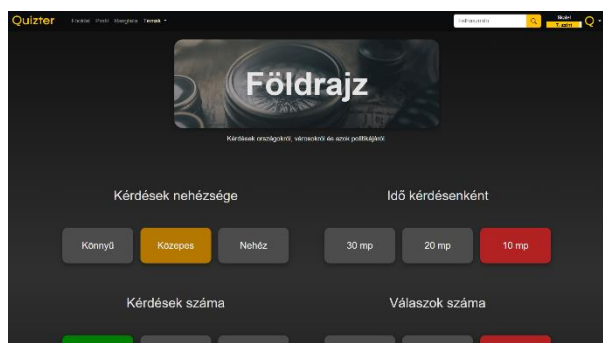 Quizter
Főoldal Témák
Földrajz
Kérdések országokról, városokról és azok politikájáról
Kérdések nehézsége
Idő kérdésenként
Könnyű Közepes Nehéz 30 mp 20 mp 10 mp
Kérdések száma
Válaszok száma